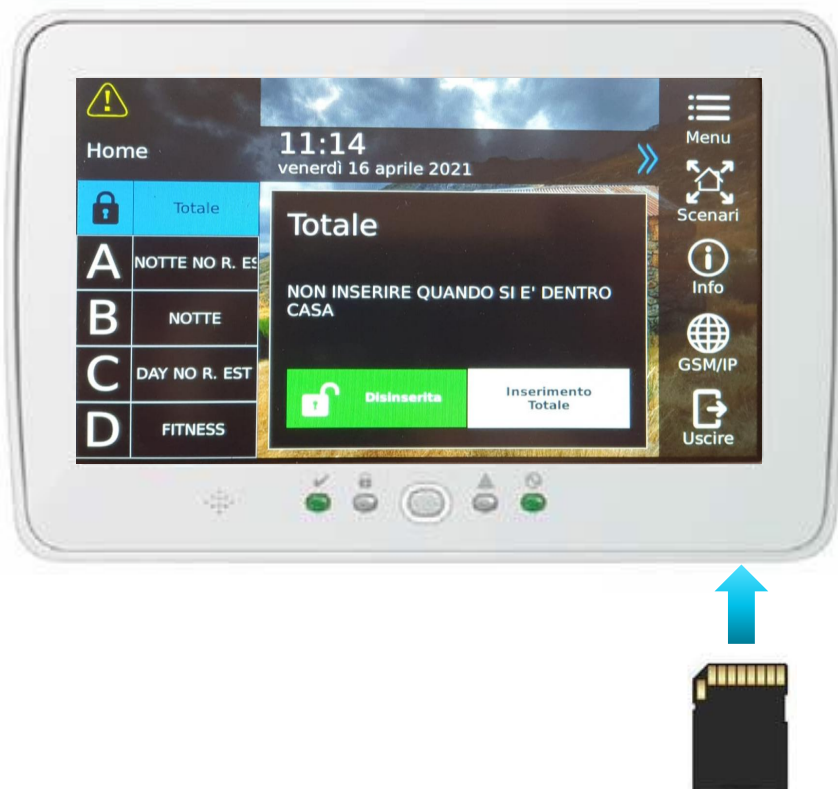 Home
11:14
venerdì 16 aprile 2021
Menu
Scenari
Info
GSM/IP
Uscire
Totale
A NOTTE NO R. ES
B NOTTE
C DAY NO R. EST
D FITNESS
Totale
NON INSERIRE QUANDO SI E' DENTRO
CASA
Disinserita
Inserimento
Totale